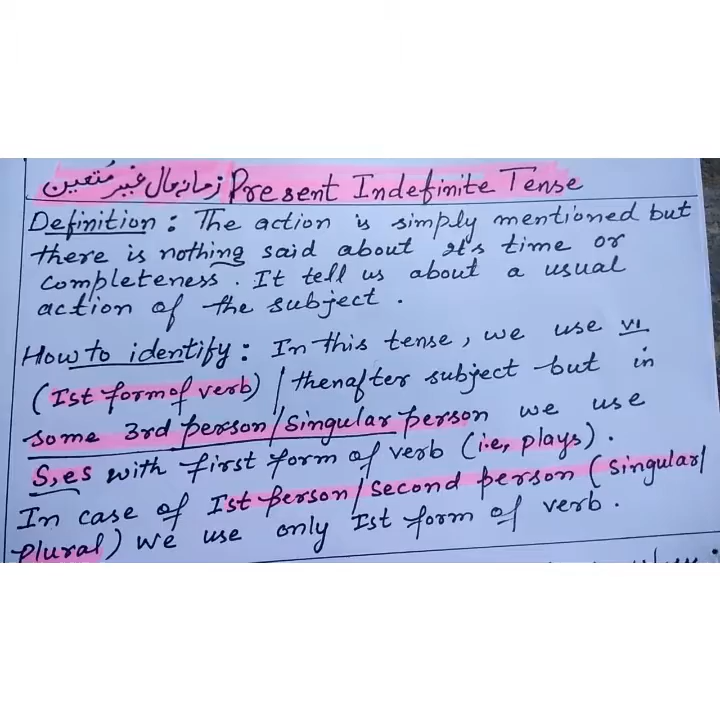 زمانہ حال غیر متعین Present Indefinite Tense
Definition : The action is simply mentioned but
there is nothing said about it's time or
completeness. It tell us about a usual
action of the subject.
How to identify : In this tense, we use V1
(Ist form of verb) / thenafter subject but in
some 3rd person/singular person we use
S, es with first form of verb (i.e, plays).
In case of Ist person/second person (singular/
plural) we use only Ist form of verb.